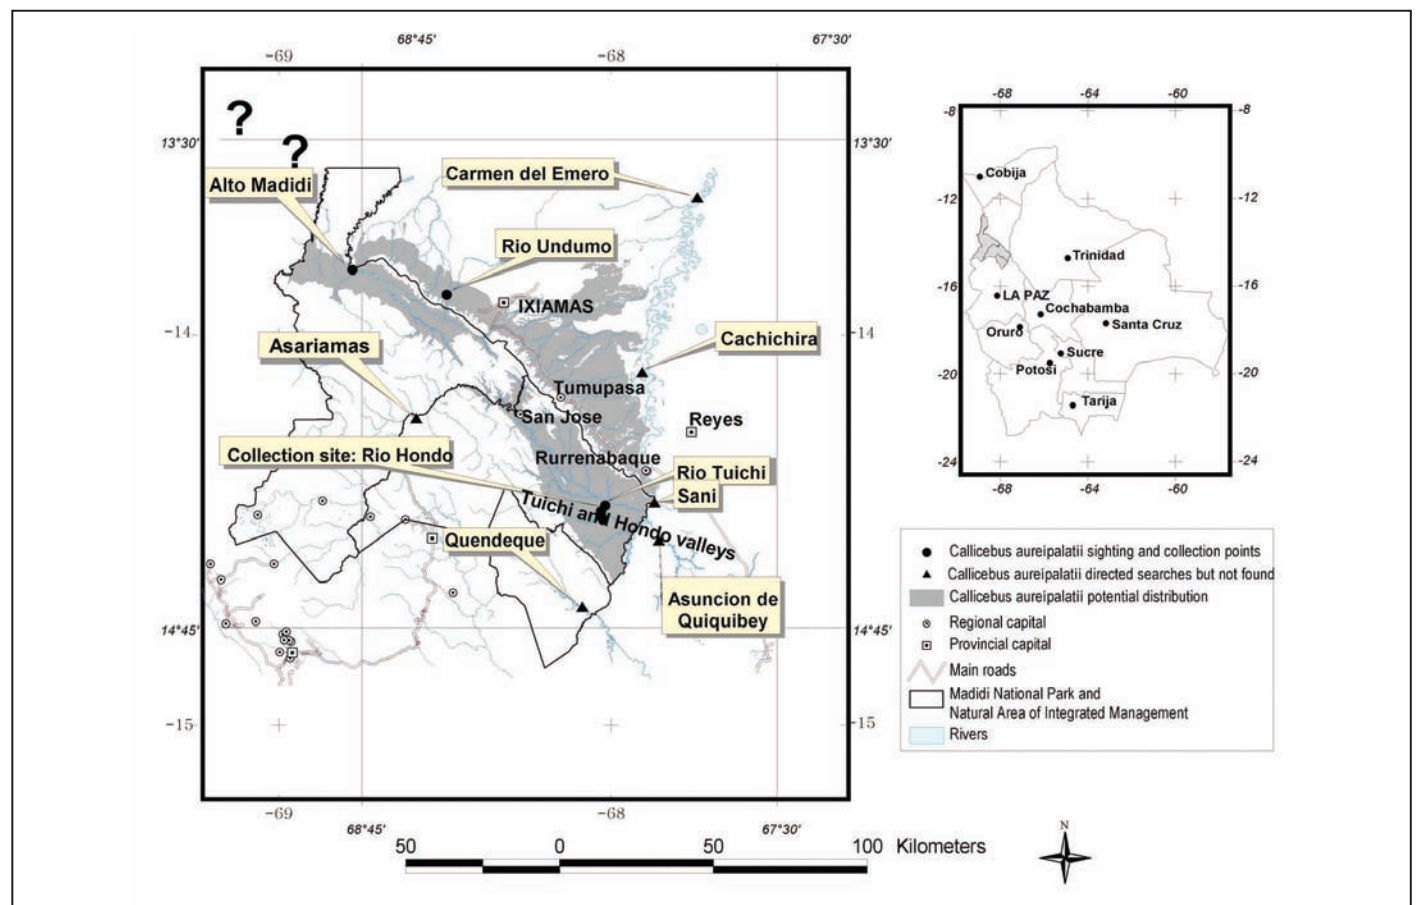 68°45'
67°30'
-69
-68
?
?
13°30'
13°30'
Alto Madidi
Carmen del Emero
Rio Undumo
IXIAMAS
-14
-14
Asariamas
Cachichira
Tumupasa
San Jose
Reyes
Collection site: Rio Hondo
Rurrenabaque
Rio Tuichi
Sani
Tuichi and Hondo valleys
Quendeque
Asuncion de
Quiquibey
14°45'
14°45'
-15
-15
-69
-68
68°45'
67°30'
50 0 50 100 Kilometers
N
-68 -64 -60
-8
-8
Cobija
-12
-12
Trinidad
-16
-16
LA PAZ
Cochabamba
Santa Cruz
Oruro
Sucre
Potosi
-20
-20
Tarija
-24
-24
-68 -64 -60
Callicebus aureipalatii sighting and collection points
Callicebus aureipalatii directed searches but not found
Callicebus aureipalatii potential distribution
Regional capital
Provincial capital
Main roads
Madidi National Park and
Natural Area of Integrated Management
Rivers